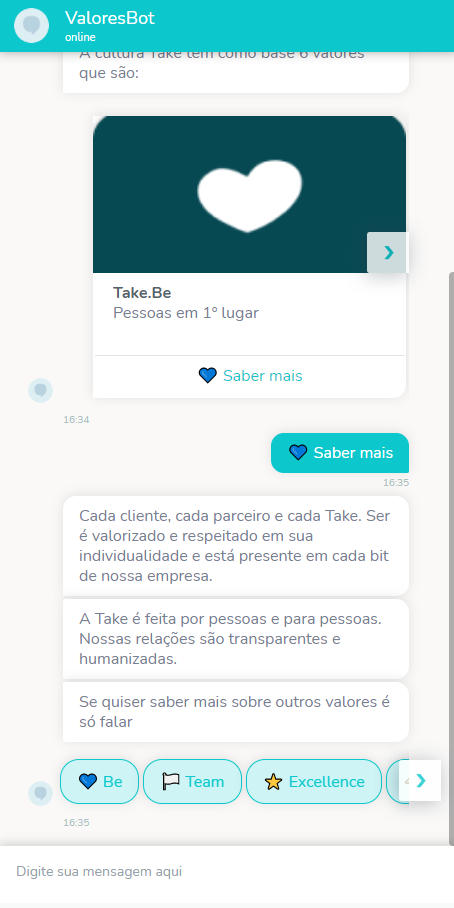 ValoresBot
online
A cultura Take tem como base 6 valores
que são:
Take.Be
Pessoas em 1º lugar
Saber mais
16:34
Saber mais
16:35
Cada cliente, cada parceiro e cada Take. Ser
é valorizado e respeitado em sua
individualidade e está presente em cada bit
de nossa empresa.
A Take é feita por pessoas e para pessoas.
Nossas relações são transparentes e
humanizadas.
Se quiser saber mais sobre outros valores é
só falar
Be
Team
Excellence
16:35
Digite sua mensagem aqui